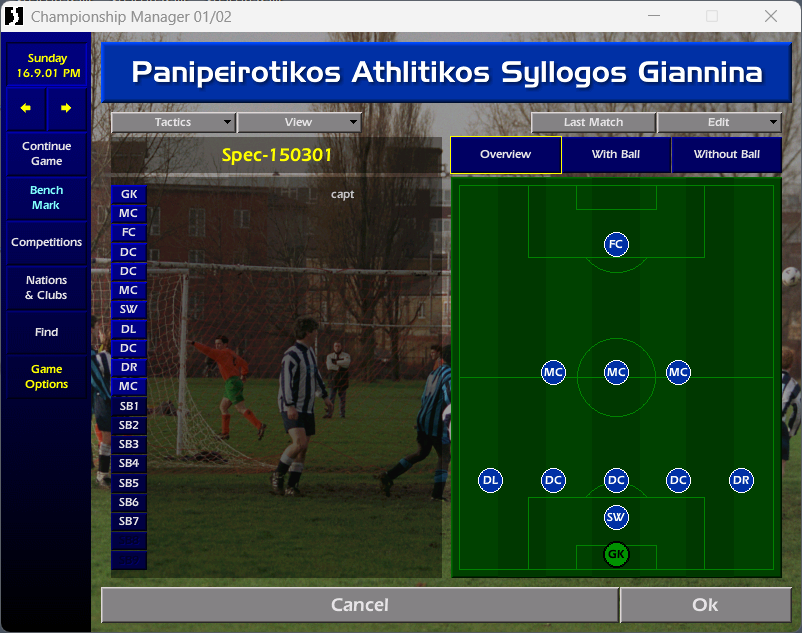 Championship Manager 01/02
Sunday
16.9.01 PM
Continue
Game
Bench
Mark
Competitions
Nations
& Clubs
Find
Game
Options
Panipeirotikos Athlitikos Syllogos Giannina
Tactics
View
Last Match
Edit
Spec-150301
Overview
With Ball
Without Ball
GK capt
MC
FC
DC
DC
MC
SW
DL
DC
DR
MC
SB1
SB2
SB3
SB4
SB5
SB6
SB7
FC
MC MC MC
DL DC DC DC DR
SW
GK
Cancel
Ok